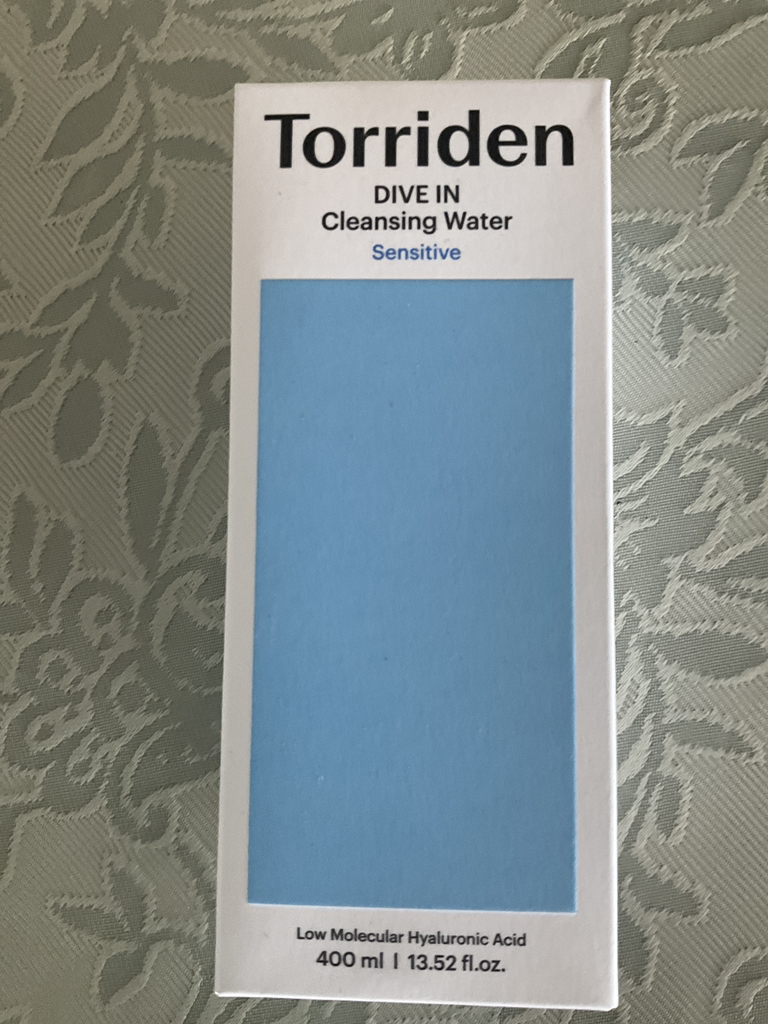 Torriden
DIVE IN
Cleansing Water
Sensitive
Low Molecular Hyaluronic Acid
400 ml | 13.52 fl.oz.